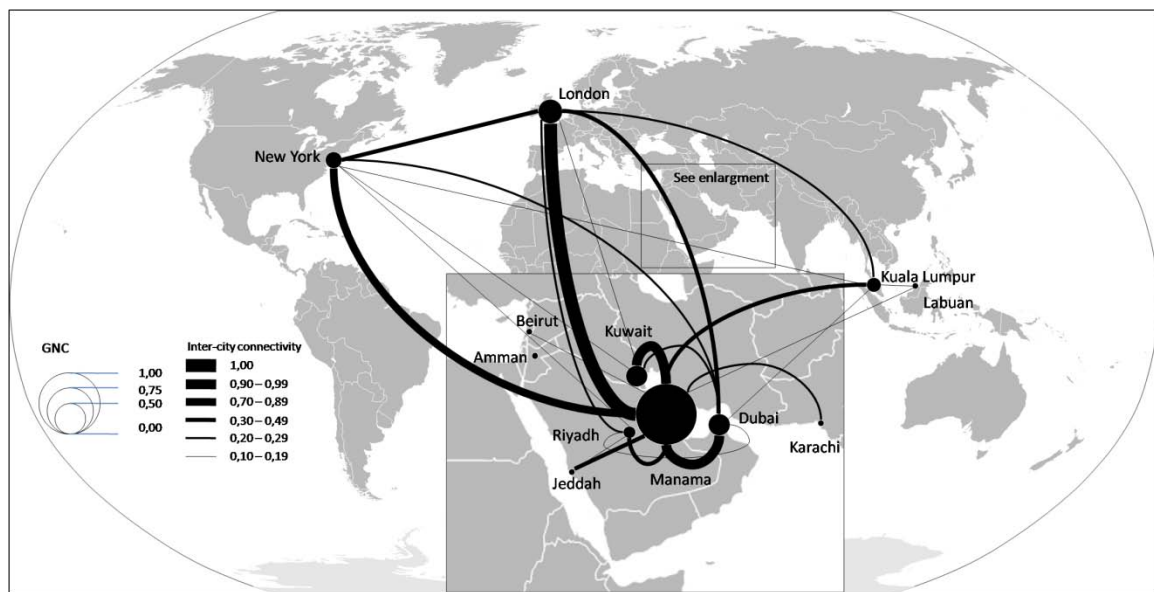 London
New York
See enlargment
Kuala Lumpur
Labuan
Beirut
Kuwait
Amman
Dubai
Riyadh
Karachi
Manama
Jeddah
GNC
1,00
0,75
0,50
0,00
Inter-city connectivity
1,00
0,90 – 0,99
0,70 – 0,89
0,30 – 0,49
0,20 – 0,29
0,10 – 0,19